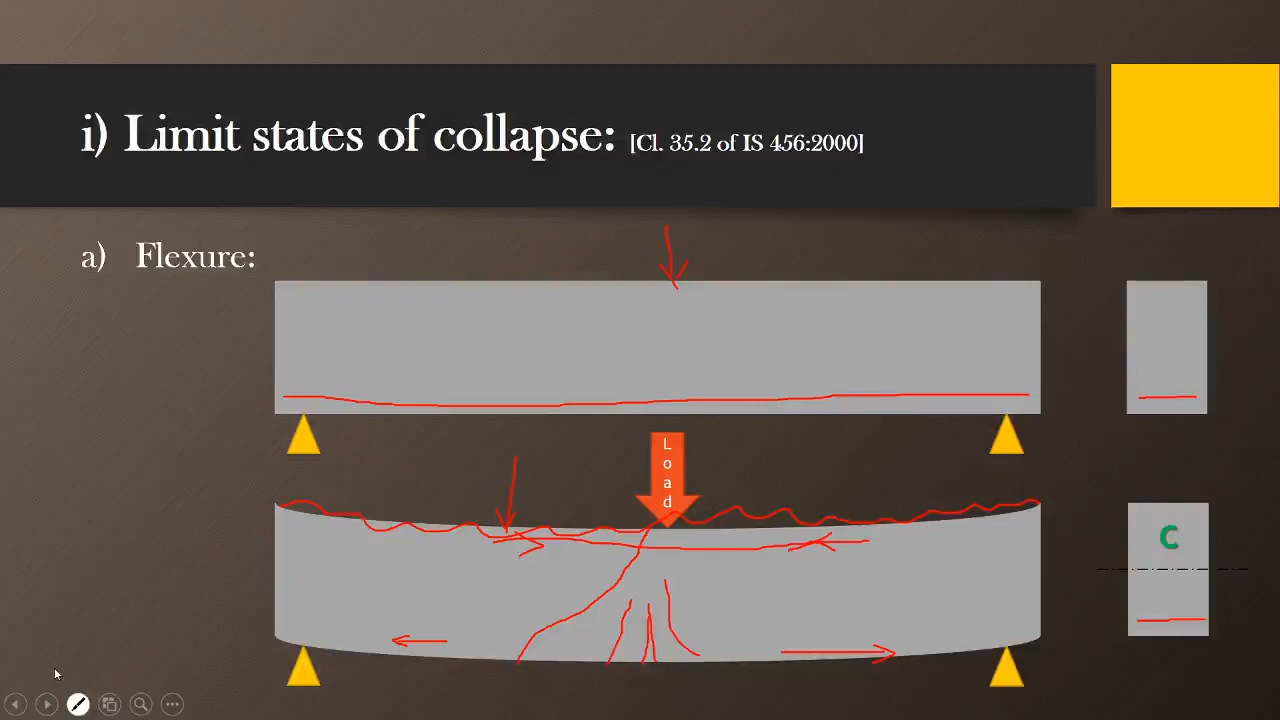 i) Limit states of collapse: [Cl. 35.2 of IS 456:2000]
a) Flexure:
Load
C